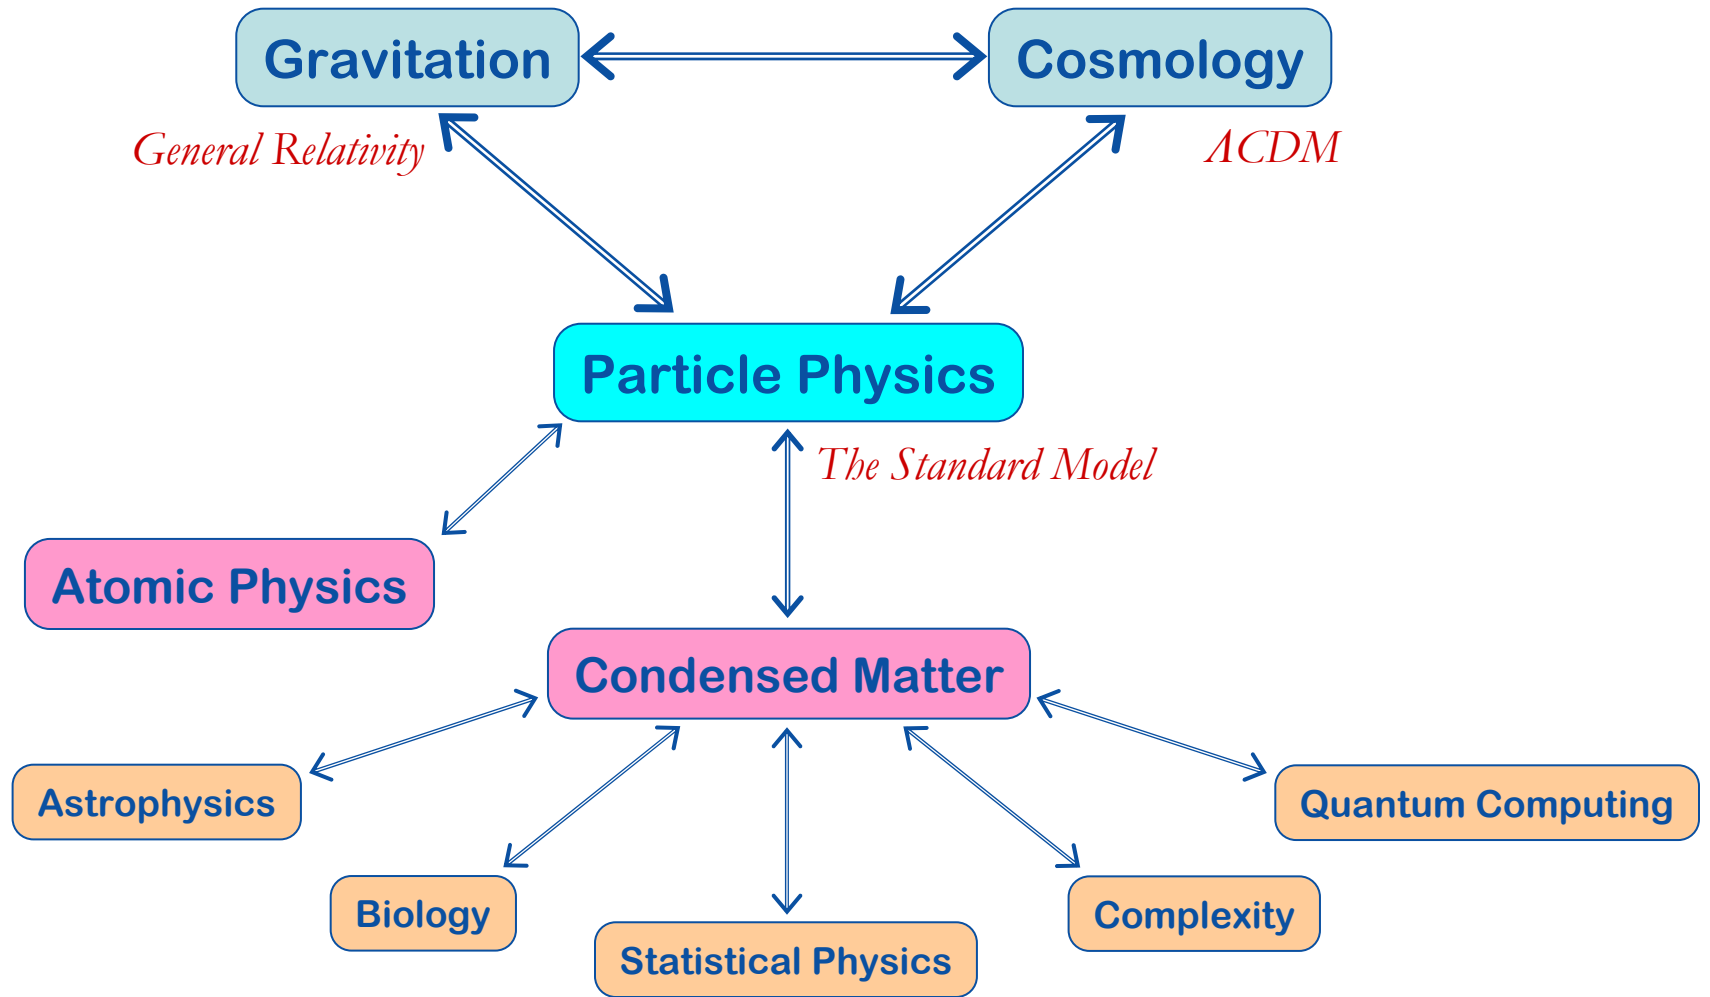 Gravitation
Cosmology
General Relativity
ΛCDM
Particle Physics
The Standard Model
Atomic Physics
Condensed Matter
Astrophysics
Quantum Computing
Biology
Complexity
Statistical Physics